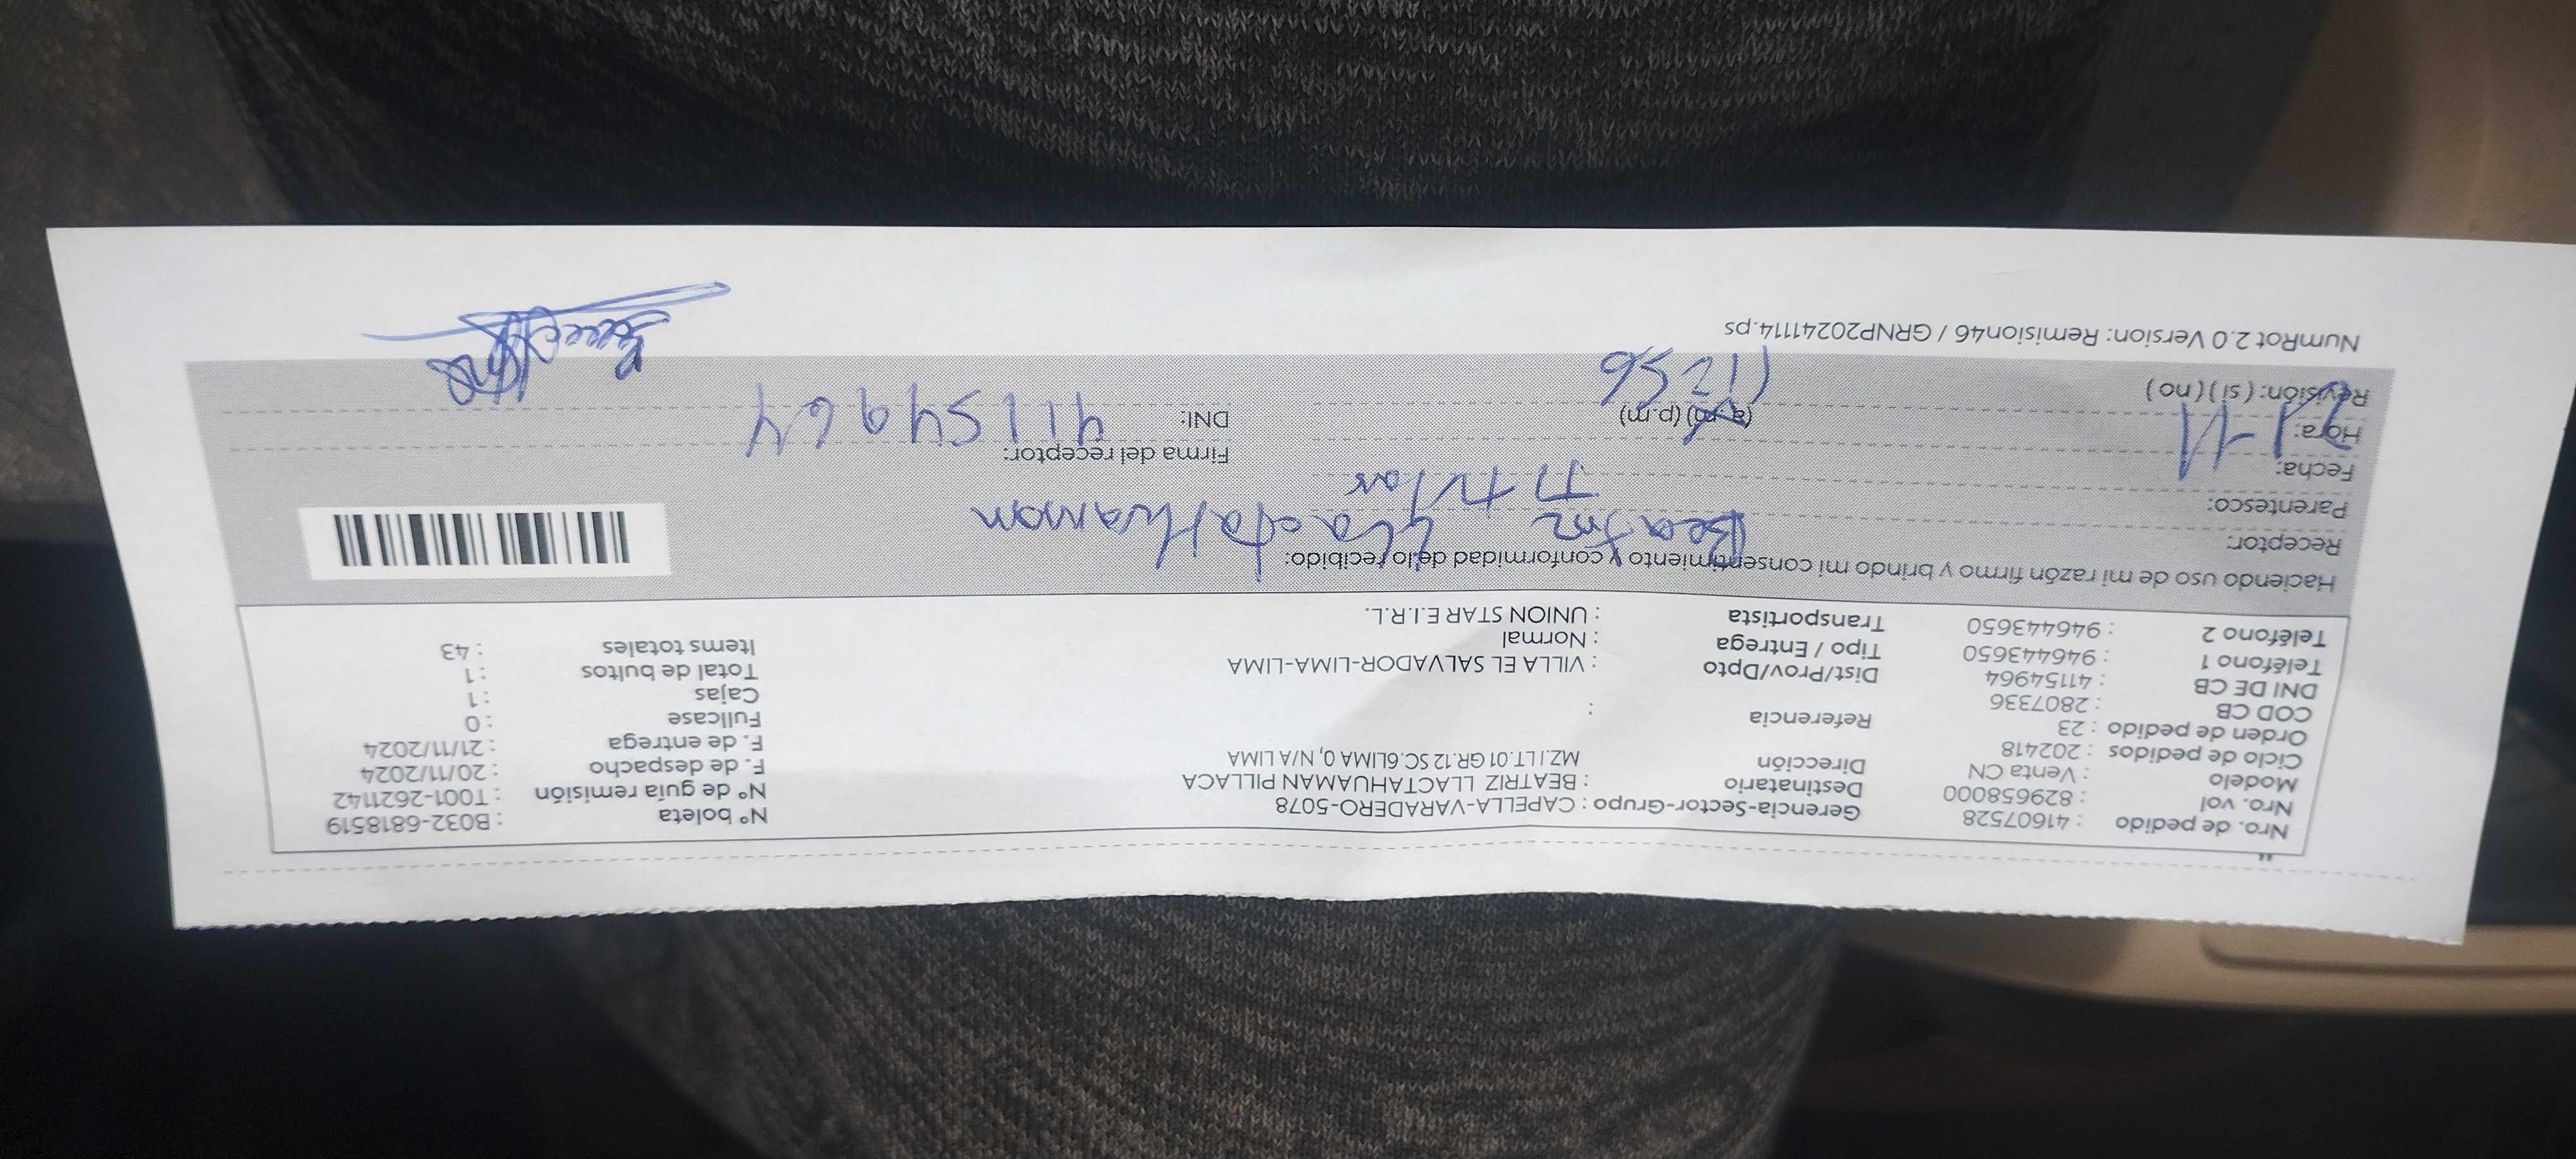 Nro. de pedido : 41607528 Gerencia-Sector-Grupo : CAPELLA-VARADERO-5078 N° boleta : B032-6818519
Nro. vol : 829658000 Destinatario : BEATRIZ LLACTAHUAMAN PILLACA N° de guía remisión : T001-2621142
Modelo : Venta CN Dirección MZ.I LT.01 GR.12 SC.6LIMA 0, N/A LIMA F. de despacho : 20/11/2024
Ciclo de pedidos : 202418 F. de entrega : 21/11/2024
Orden de pedido : 23 Referencia : Fullcase : 0
COD CB : 2807336 Cajas : 1
DNI DE CB : 41154964 Dist/Prov/Dpto : VILLA EL SALVADOR-LIMA-LIMA Total de bultos : 1
Teléfono 1 : 946443650 Tipo / Entrega : Normal Items totales : 43
Teléfono 2 : 946443650 Transportista : UNION STAR E.I.R.L.
Haciendo uso de mi razón firmo y brindo mi consentimiento y conformidad de lo recibido:
Receptor: Beatriz Llactahuaman
Parentesco: Titular
Fecha: 21-11 Firma del receptor:
Hora: (a.m) (p.m) 12:56 DNI: 41154964
Revisión: ( si ) ( no )
NumRot 2.0 Version: Remision46 / GRNP20241114.ps